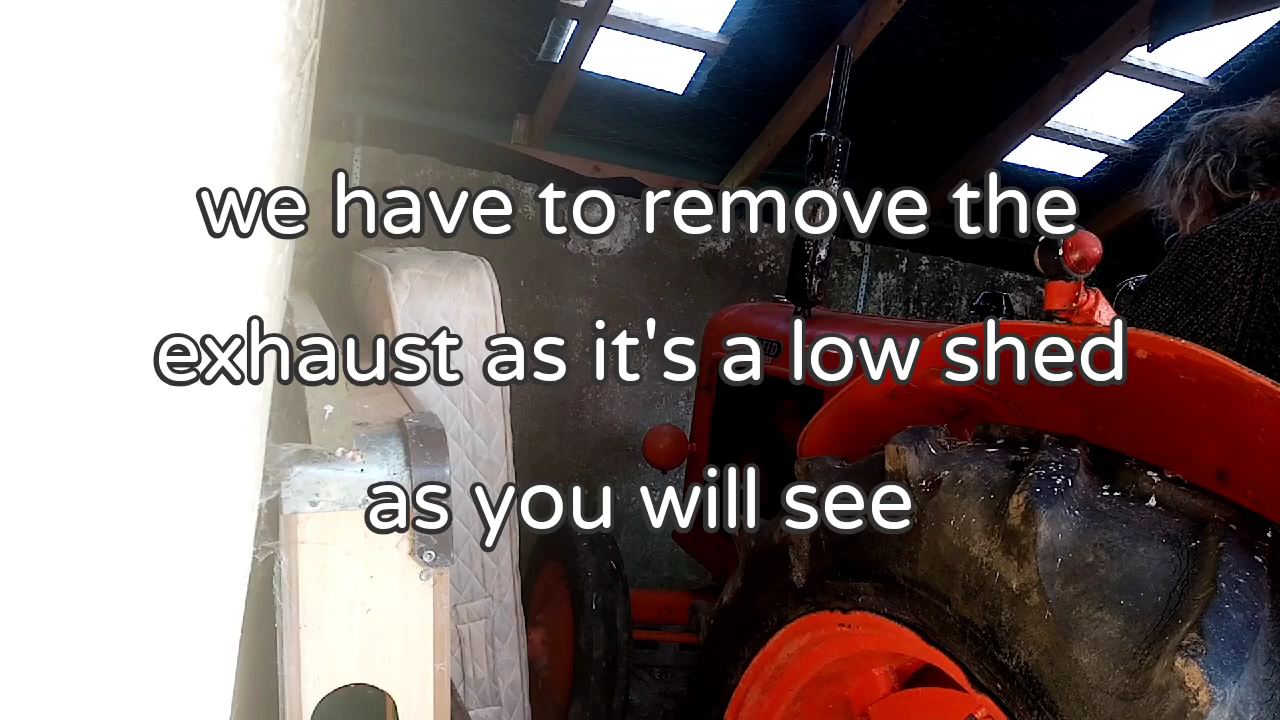 we have to remove the
exhaust as it's a low shed
as you will see